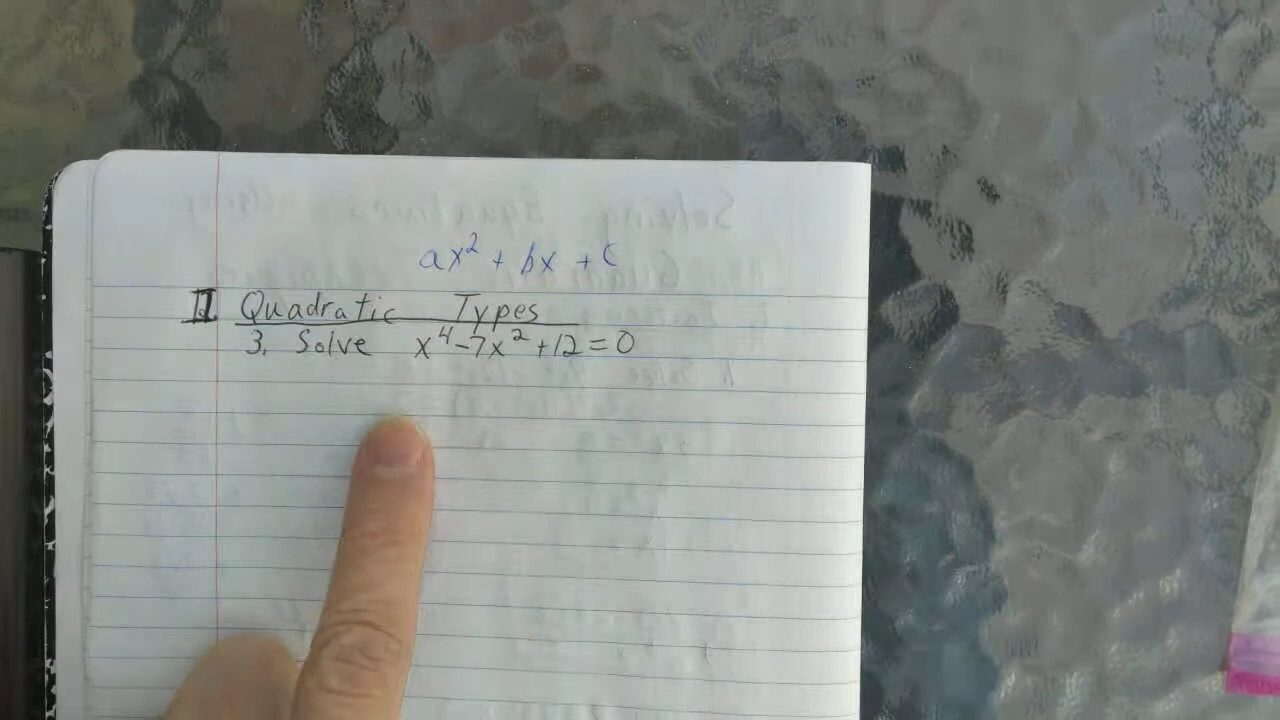 ax² + bx + c
II Quadratic Types
3. Solve x⁴-7x²+12=0